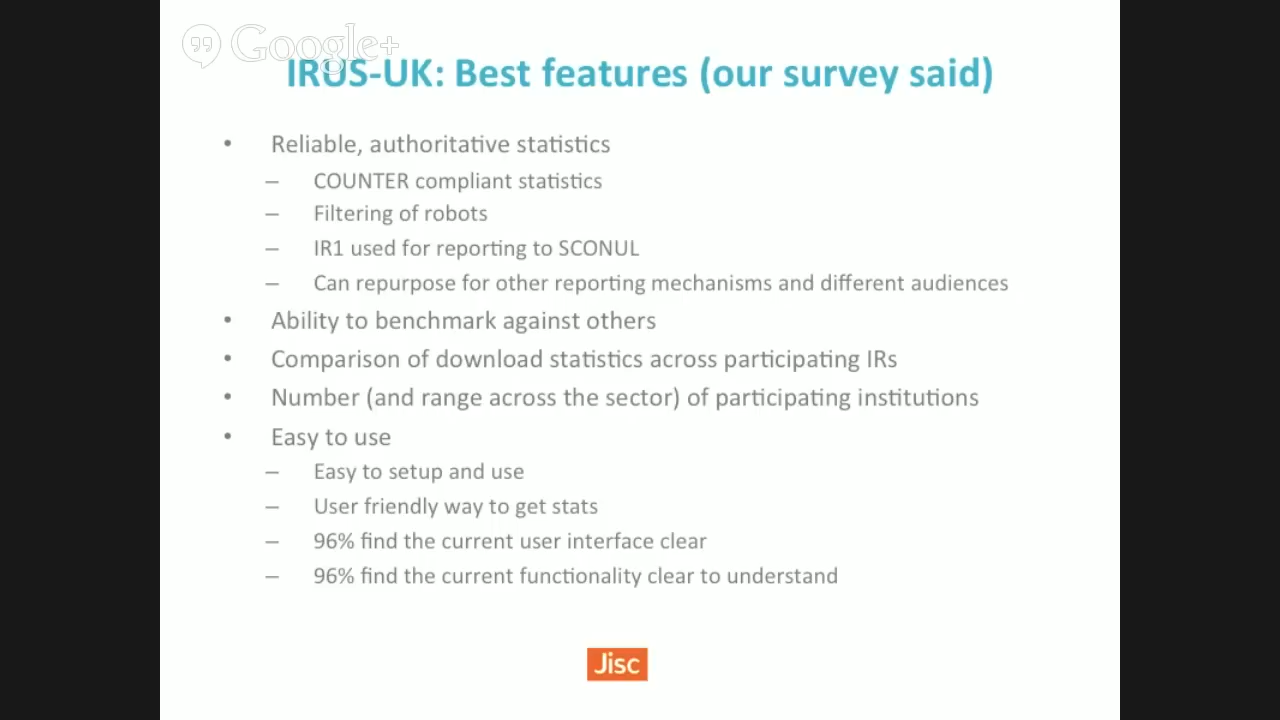 Google+
IRUS-UK: Best features (our survey said)
• Reliable, authoritative statistics
– COUNTER compliant statistics
– Filtering of robots
– IR1 used for reporting to SCONUL
– Can repurpose for other reporting mechanisms and different audiences
• Ability to benchmark against others
• Comparison of download statistics across participating IRs
• Number (and range across the sector) of participating institutions
• Easy to use
– Easy to setup and use
– User friendly way to get stats
– 96% find the current user interface clear
– 96% find the current functionality clear to understand
Jisc